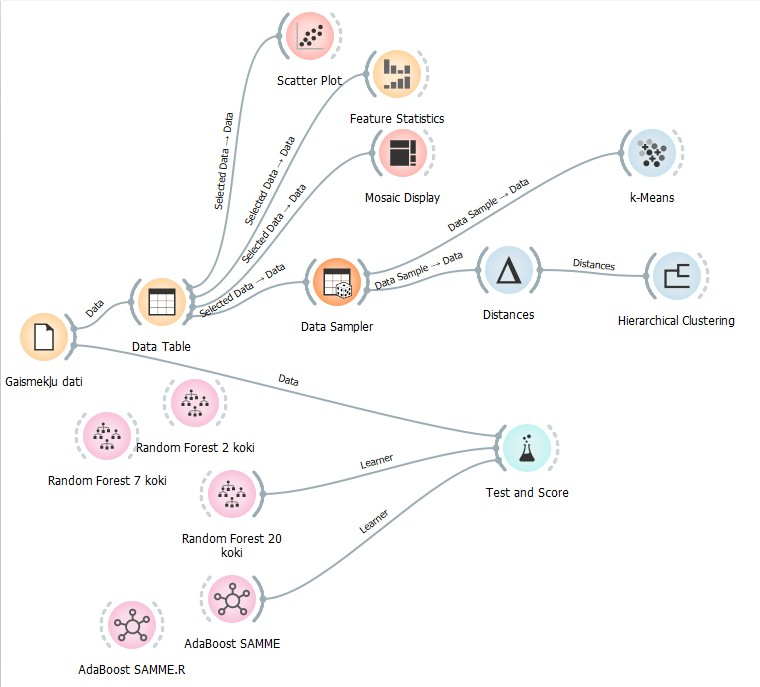 Scatter Plot
Feature Statistics
Selected Data → Data
Selected Data → Data
Mosaic Display
k-Means
Selected Data → Data
Data Sample → Data
Selected Data → Data
Data Sample → Data
Distances
Data
Data Sampler
Distances
Hierarchical Clustering
Data Table
Gaismekļu dati
Data
Random Forest 2 koki
Random Forest 7 koki
Learner
Test and Score
Random Forest 20
koki
Learner
AdaBoost SAMME
AdaBoost SAMME.R